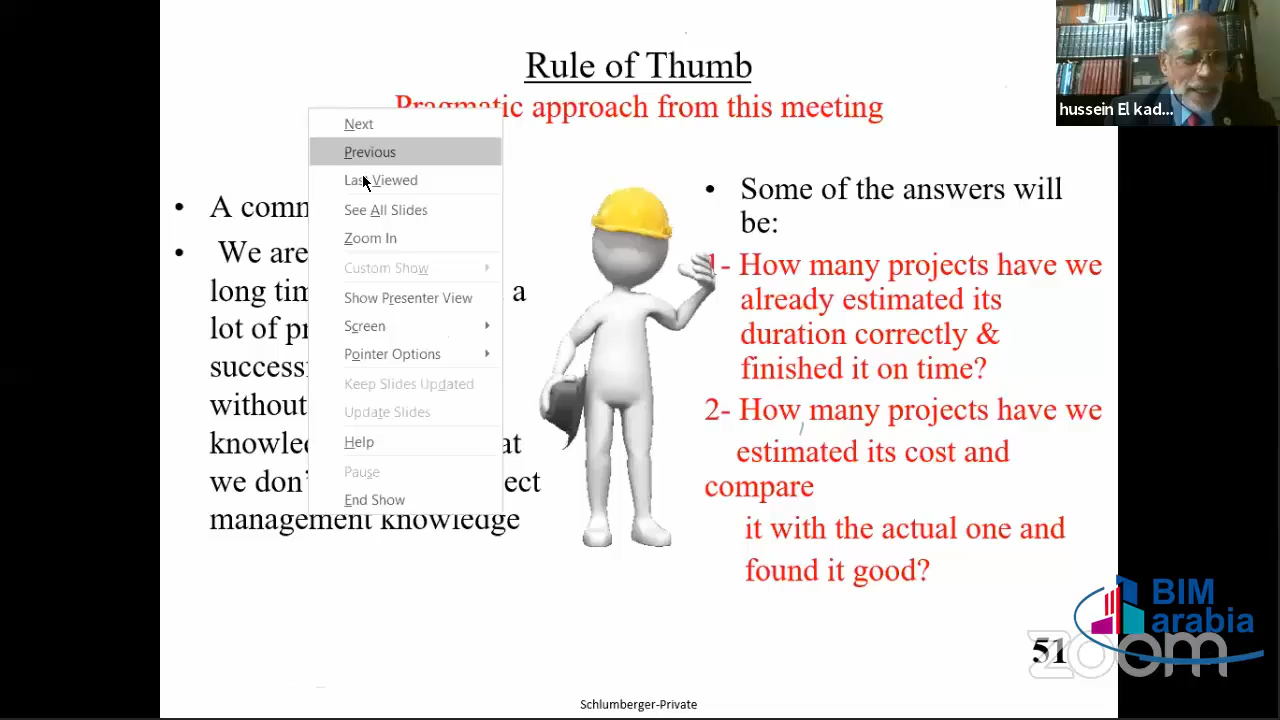 Rule of Thumb
Pragmatic approach from this meeting
hussein El kad...
Next
Previous
Last Viewed
See All Slides
Zoom In
Custom Show
Show Presenter View
Screen
Pointer Options
Keep Slides Updated
Update Slides
Help
Pause
End Show
• A comm
• We are
long tim a
lot of pr
success
without
knowle at
we don' ect
management knowledge
• Some of the answers will
be:
1- How many projects have we
already estimated its
duration correctly &
finished it on time?
2- How many projects have we
estimated its cost and
compare
it with the actual one and
found it good?
BIM
arabia
zoom
51
Schlumberger-Private